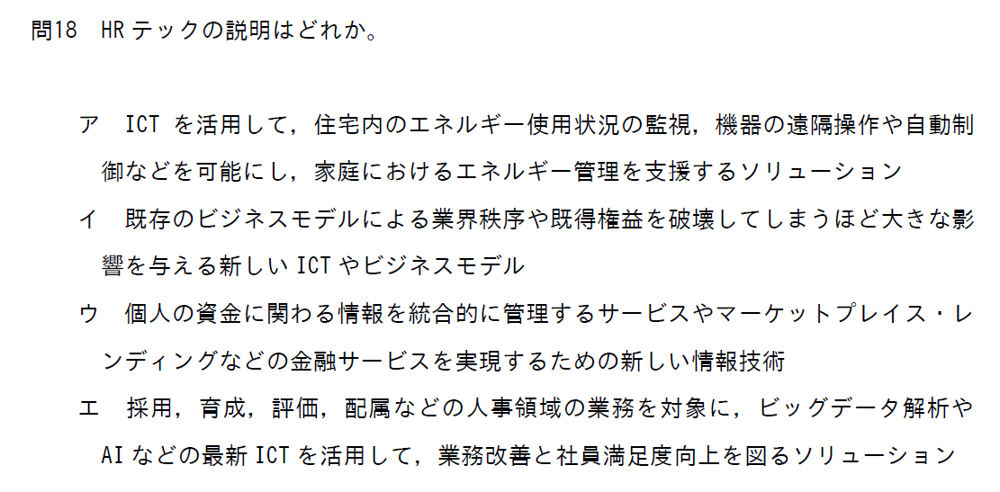 問18　HR テックの説明はどれか。
ア　ICT を活用して，住宅内のエネルギー使用状況の監視，機器の遠隔操作や自動制
御などを可能にし，家庭におけるエネルギー管理を支援するソリューション
イ　既存のビジネスモデルによる業界秩序や既得権益を破壊してしまうほど大きな影
響を与える新しい ICT やビジネスモデル
ウ　個人の資金に関わる情報を統合的に管理するサービスやマーケットプレイス・レ
ンディングなどの金融サービスを実現するための新しい情報技術
エ　採用，育成，評価，配属などの人事領域の業務を対象に，ビッグデータ解析や
AI などの最新 ICT を活用して，業務改善と社員満足度向上を図るソリューション